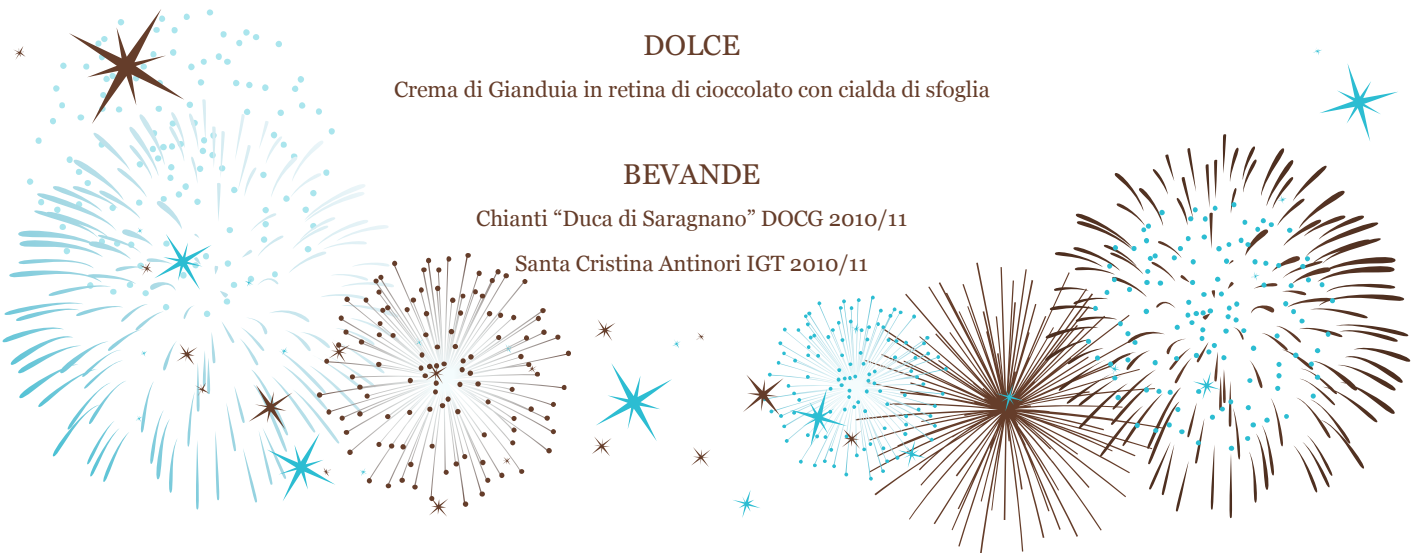 DOLCE
Crema di Gianduia in retina di cioccolato con cialda di sfoglia
BEVANDE
Chianti “Duca di Saragnano” DOCG 2010/11
Santa Cristina Antinori IGT 2010/11